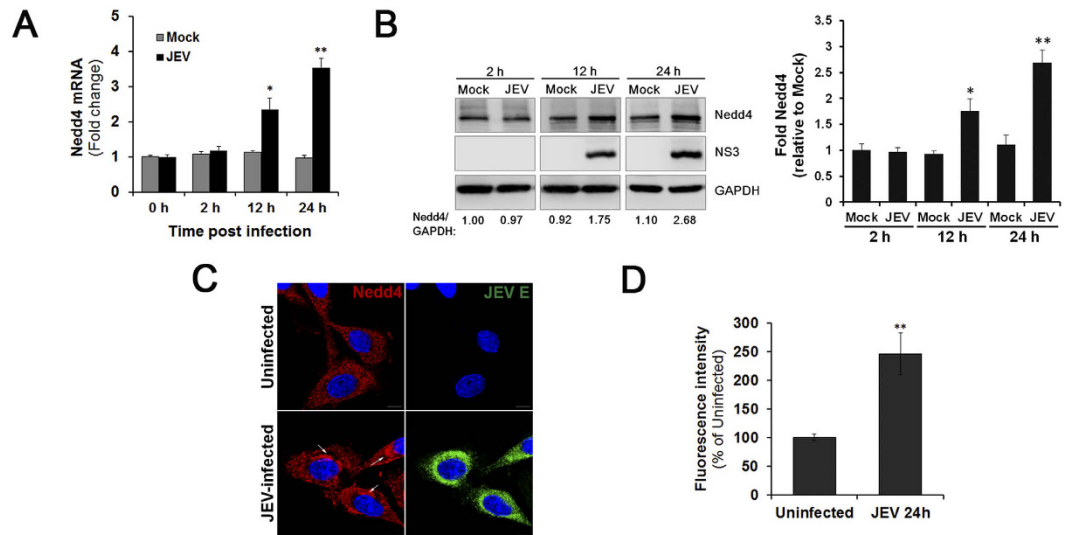 A
Nedd4 mRNA
(Fold change)
5
4
3
2
1
0
Mock
JEV
*
**
0 h 2 h 12 h 24 h
Time post infection
B
2 h 12 h 24 h
Mock JEV Mock JEV Mock JEV
Nedd4
NS3
GAPDH
Nedd4/
GAPDH:
1.00 0.97 0.92 1.75 1.10 2.68
Fold Nedd4
(relative to Mock)
3.5
3
2.5
2
1.5
1
0.5
0
*
**
Mock JEV Mock JEV Mock JEV
2 h 12 h 24 h
C
Nedd4 JEV E
Uninfected
JEV-infected
D
Fluorescence intensity
(% of Uninfected)
300
250
200
150
100
50
0
**
Uninfected JEV 24h